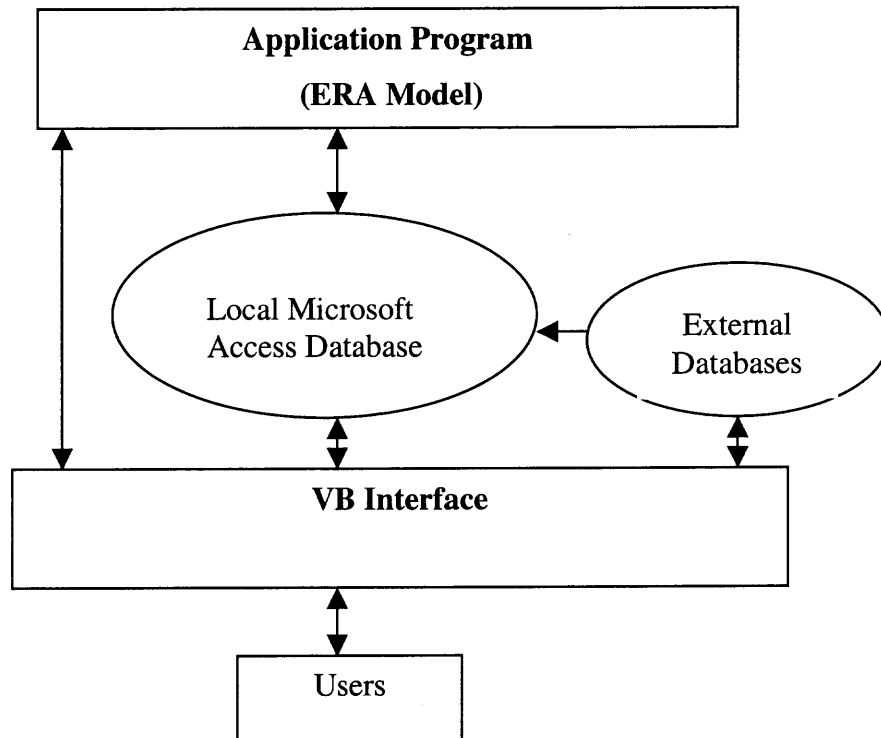 Application Program
(ERA Model)
Local Microsoft
Access Database
External
Databases
VB Interface
Users